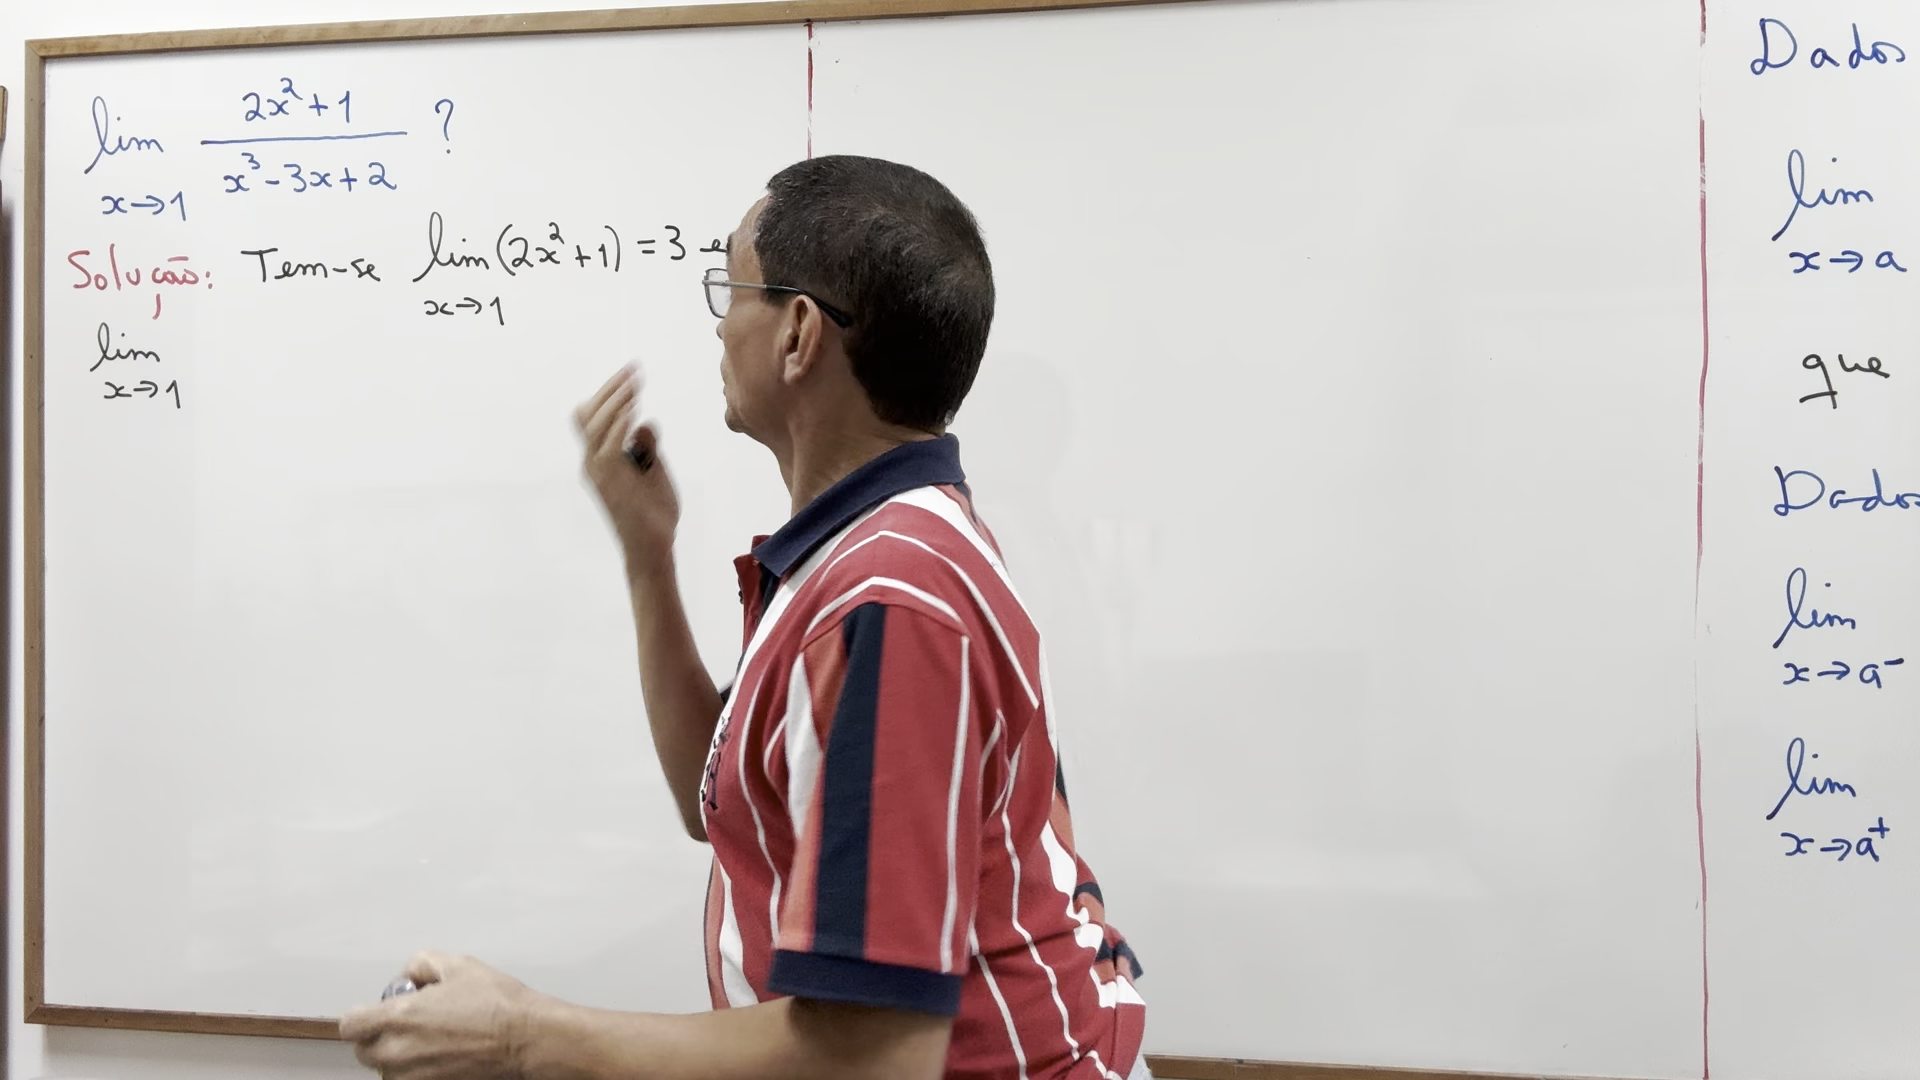 lim x→1 (2x²+1)/(x³-3x+2) ?
Solução: Tem-se lim x→1 (2x²+1) = 3 e
lim x→1
Dados
lim x→a
que
Dados
lim x→a⁻
lim x→a⁺